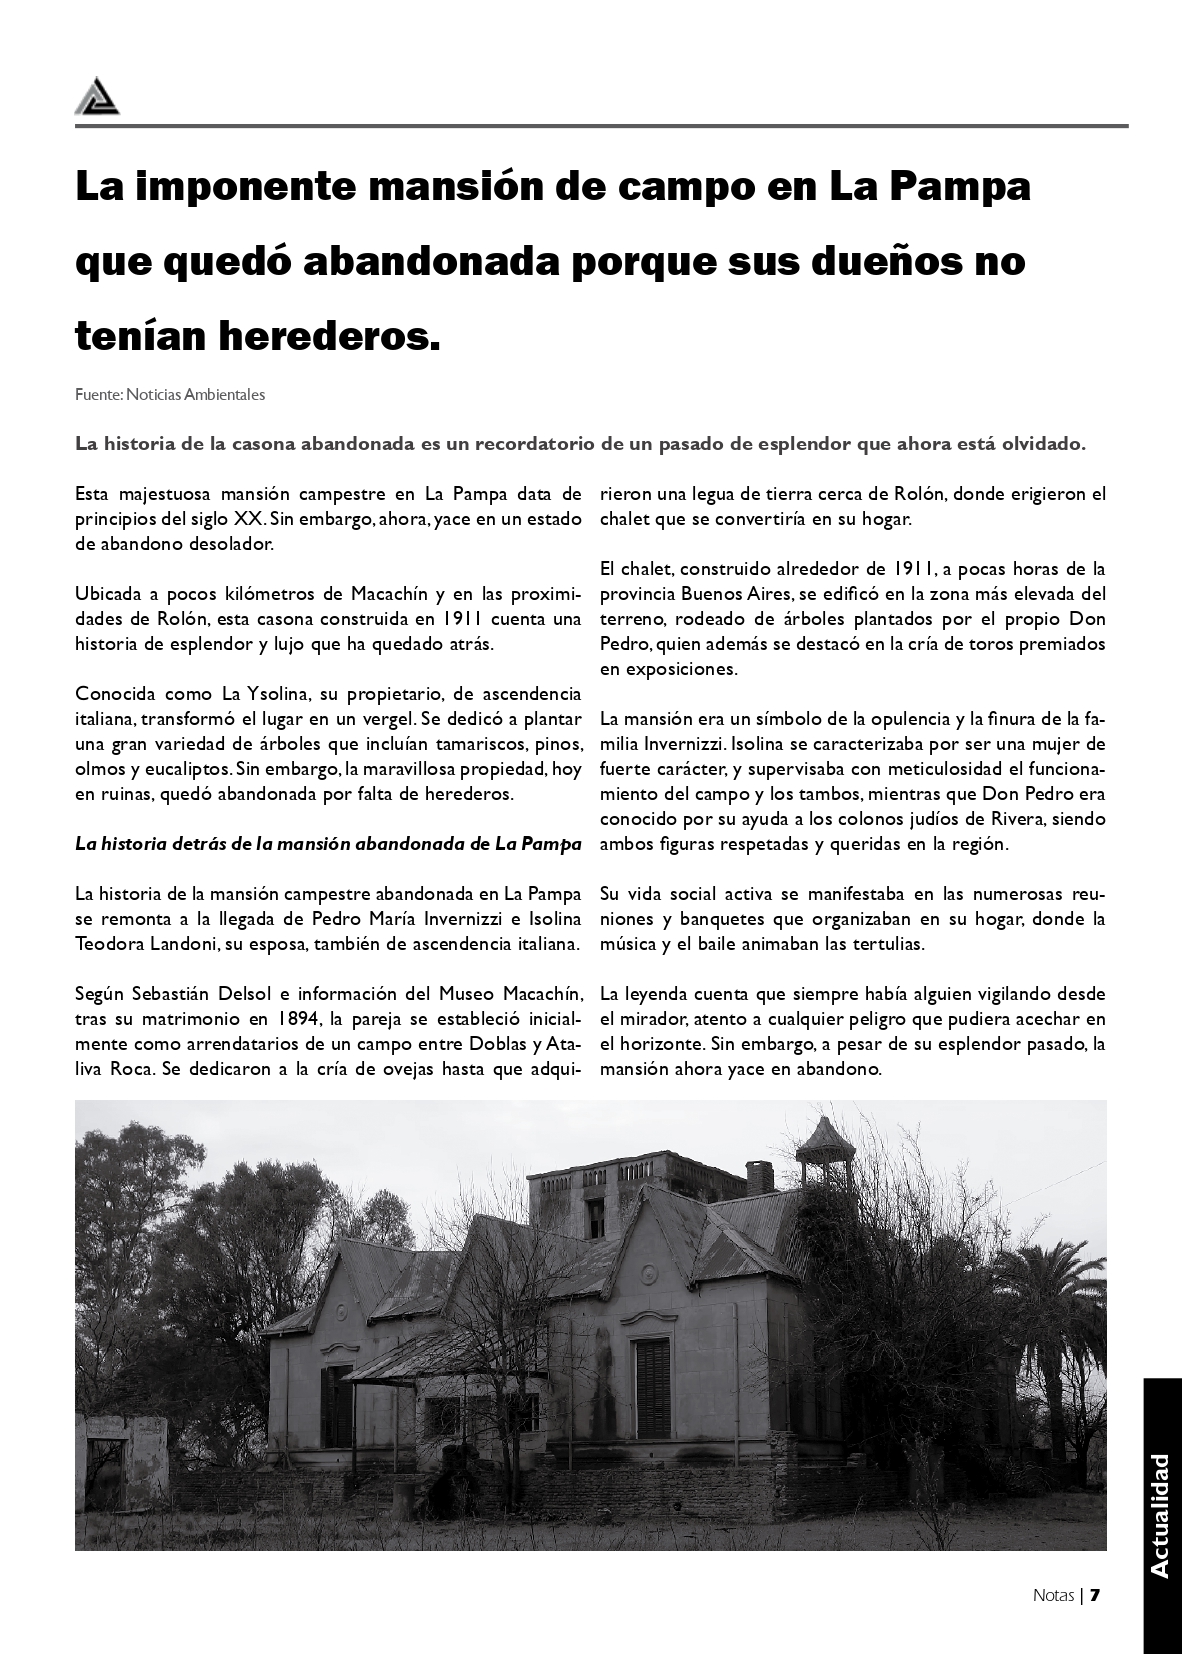 La imponente mansión de campo en La Pampa
que quedó abandonada porque sus dueños no
tenían herederos.
Fuente: Noticias Ambientales
La historia de la casona abandonada es un recordatorio de un pasado de esplendor que ahora está olvidado.
Esta majestuosa mansión campestre en La Pampa data de
principios del siglo XX. Sin embargo, ahora, yace en un estado
de abandono desolador.
Ubicada a pocos kilómetros de Macachín y en las proximi-
dades de Rolón, esta casona construida en 1911 cuenta una
historia de esplendor y lujo que ha quedado atrás.
Conocida como La Ysolina, su propietario, de ascendencia
italiana, transformó el lugar en un vergel. Se dedicó a plantar
una gran variedad de árboles que incluían tamariscos, pinos,
olmos y eucaliptos. Sin embargo, la maravillosa propiedad, hoy
en ruinas, quedó abandonada por falta de herederos.
La historia detrás de la mansión abandonada de La Pampa
La historia de la mansión campestre abandonada en La Pampa
se remonta a la llegada de Pedro María Invernizzi e Isolina
Teodora Landoni, su esposa, también de ascendencia italiana.
Según Sebastián Delsol e información del Museo Macachín,
tras su matrimonio en 1894, la pareja se estableció inicial-
mente como arrendatarios de un campo entre Doblas y Ata-
liva Roca. Se dedicaron a la cría de ovejas hasta que adqui-
rieron una legua de tierra cerca de Rolón, donde erigieron el
chalet que se convertiría en su hogar.
El chalet, construido alrededor de 1911, a pocas horas de la
provincia Buenos Aires, se edificó en la zona más elevada del
terreno, rodeado de árboles plantados por el propio Don
Pedro, quien además se destacó en la cría de toros premiados
en exposiciones.
La mansión era un símbolo de la opulencia y la finura de la fa-
milia Invernizzi. Isolina se caracterizaba por ser una mujer de
fuerte carácter, y supervisaba con meticulosidad el funciona-
miento del campo y los tambos, mientras que Don Pedro era
conocido por su ayuda a los colonos judíos de Rivera, siendo
ambos figuras respetadas y queridas en la región.
Su vida social activa se manifestaba en las numerosas reu-
niones y banquetes que organizaban en su hogar, donde la
música y el baile animaban las tertulias.
La leyenda cuenta que siempre había alguien vigilando desde
el mirador, atento a cualquier peligro que pudiera acechar en
el horizonte. Sin embargo, a pesar de su esplendor pasado, la
mansión ahora yace en abandono.
Actualidad
Notas | 7